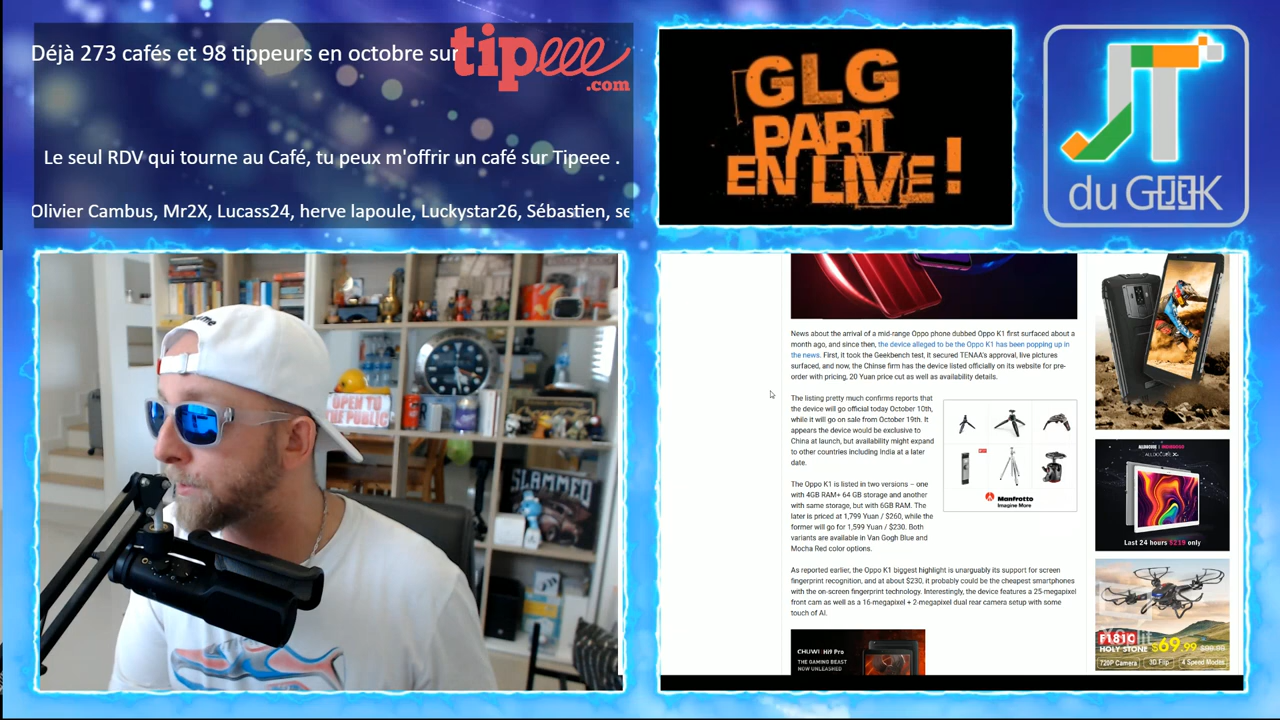 Déjà 273 cafés et 98 tippeurs en octobre sur
tipeee
.com
Le seul RDV qui tourne au Café, tu peux m'offrir un café sur Tipeee .
Olivier Cambus, Mr2X, Lucass24, herve lapoule, Luckystar26, Sébastien, se
GLG
PART
EN LIVE !
JT
du GEEK
OPEN TO
THE PUBLIC
SLAMMED
News about the arrival of a mid-range Oppo phone dubbed Oppo K1 first surfaced about a
month ago, and since then, the device alleged to be the Oppo K1 has been popping up in
the news. First, it took the Geekbench test, it secured TENAA's approval, live pictures
surfaced, and now, the Chinse firm has the device listed officially on its website for pre-
order with pricing, 20 Yuan price cut as well as availability details.
The listing pretty much confirms reports that
the device will go official today October 10th,
while it will go on sale from October 19th. It
appears the device would be exclusive to
China at launch, but availability might expand
to other countries including India at a later
date.
Manfrotto
Imagine More
The Oppo K1 is listed in two versions – one
with 4GB RAM+ 64 GB storage and another
with same storage, but with 6GB RAM. The
later is priced at 1,799 Yuan / $260, while the
former will go for 1,599 Yuan / $230. Both
variants are available in Van Gogh Blue and
Mocha Red color options.
As reported earlier, the Oppo K1 biggest highlight is unarguably its support for screen
fingerprint recognition, and at about $230, it probably could be the cheapest smartphones
with the on-screen fingerprint technology. Interestingly, the device features a 25-megapixel
front cam as well as a 16-megapixel + 2-megapixel dual rear camera setup with some
touch of AI.
CHUWI Hi9 Pro
THE GAMING BEAST
NOW UNLEASHED
Last 24 hours $219 only
F181C
HOLY STONE
$69.99 $99.99
720P Camera 3D Flip 4 Speed Modes